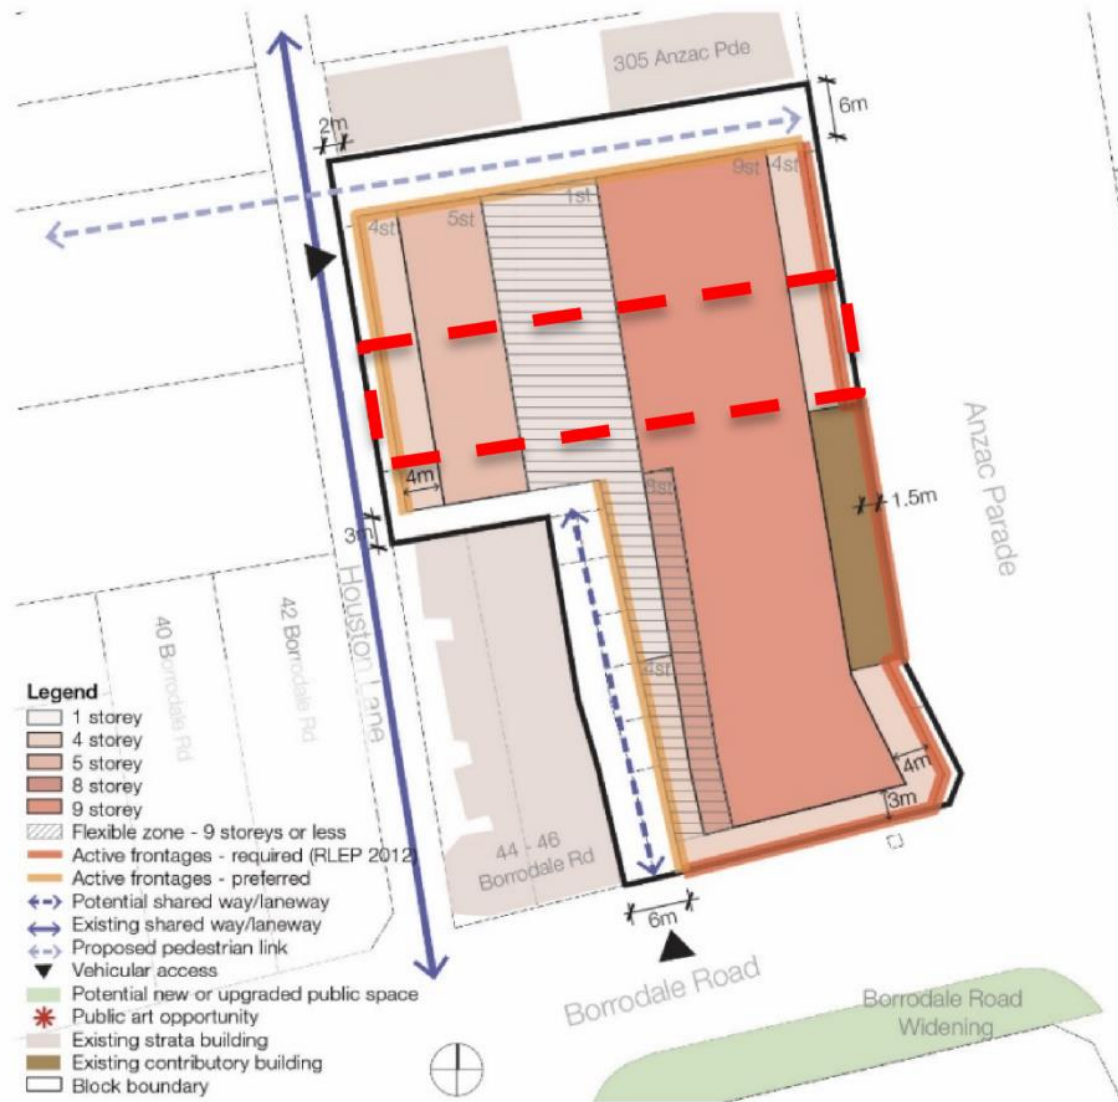 305 Anzac Pde
6m
2m
9st
4st
1st
5st
4st
4m
8st
1.5m
Anzac Parade
3m
Houston Lane
42 Borrodale Rd
40 Borrodale Rd
4st
4m
3m
44 - 46
Borrodale Rd
6m
Borrodale Road
Borrodale Road
Widening
Legend
1 storey
4 storey
5 storey
8 storey
9 storey
Flexible zone - 9 storeys or less
Active frontages - required (RLEP 2012)
Active frontages - preferred
Potential shared way/laneway
Existing shared way/laneway
Proposed pedestrian link
Vehicular access
Potential new or upgraded public space
Public art opportunity
Existing strata building
Existing contributory building
Block boundary